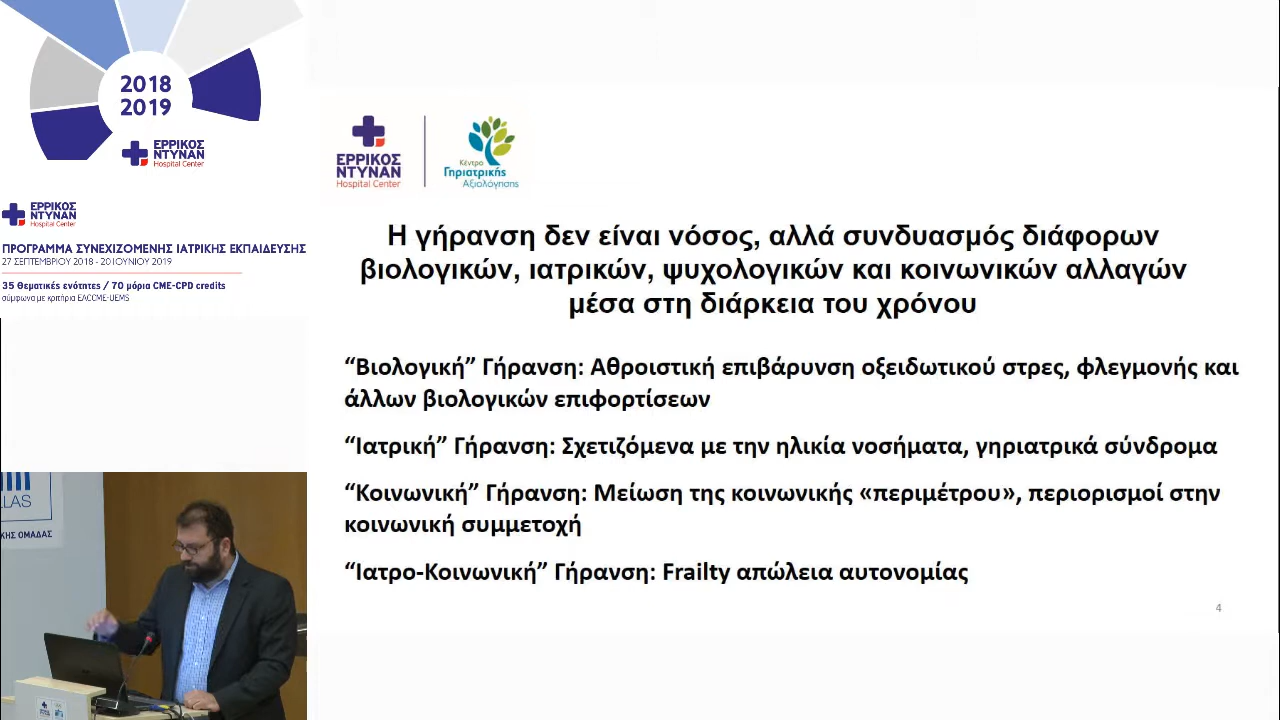 2018
2019
ΕΡΡΙΚΟΣ
ΝΤΥΝΑΝ
Hospital Center
ΕΡΡΙΚΟΣ
ΝΤΥΝΑΝ
Hospital Center
ΠΡΟΓΡΑΜΜΑ ΣΥΝΕΧΙΖΟΜΕΝΗΣ ΙΑΤΡΙΚΗΣ ΕΚΠΑΙΔΕΥΣΗΣ
27 ΣΕΠΤΕΜΒΡΙΟΥ 2018 - 20 ΙΟΥΝΙΟΥ 2019
35 Θεματικές ενότητες / 70 μόρια CME-CPD credits
σύμφωνα με κριτήρια EACCME-UEMS
ΕΡΡΙΚΟΣ
ΝΤΥΝΑΝ
Hospital Center
Κέντρο
Γηριατρικής
Αξιολόγησης
Η γήρανση δεν είναι νόσος, αλλά συνδυασμός διάφορων
βιολογικών, ιατρικών, ψυχολογικών και κοινωνικών αλλαγών
μέσα στη διάρκεια του χρόνου
“Βιολογική” Γήρανση: Αθροιστική επιβάρυνση οξειδωτικού στρες, φλεγμονής και
άλλων βιολογικών επιφορτίσεων
“Ιατρική” Γήρανση: Σχετιζόμενα με την ηλικία νοσήματα, γηριατρικά σύνδρομα
“Κοινωνική” Γήρανση: Μείωση της κοινωνικής «περιμέτρου», περιορισμοί στην
κοινωνική συμμετοχή
“Ιατρο-Κοινωνική” Γήρανση: Frailty απώλεια αυτονομίας
4
LLAS
ΚΗΣ ΟΜΑΔΑΣ